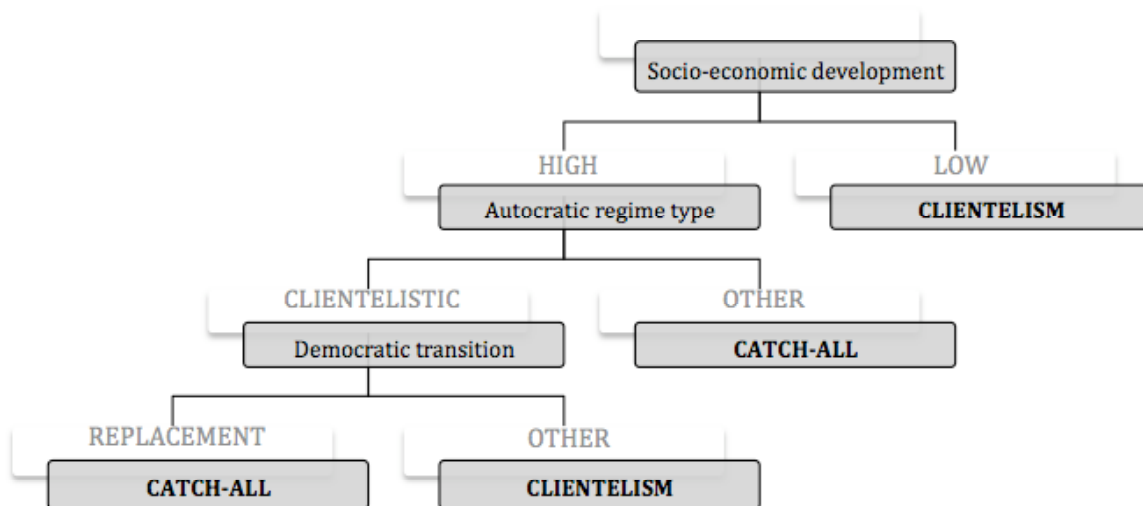 Socio-economic development
HIGH
LOW
Autocratic regime type
CLIENTELISM
CLIENTELISTIC
OTHER
Democratic transition
CATCH-ALL
REPLACEMENT
OTHER
CATCH-ALL
CLIENTELISM